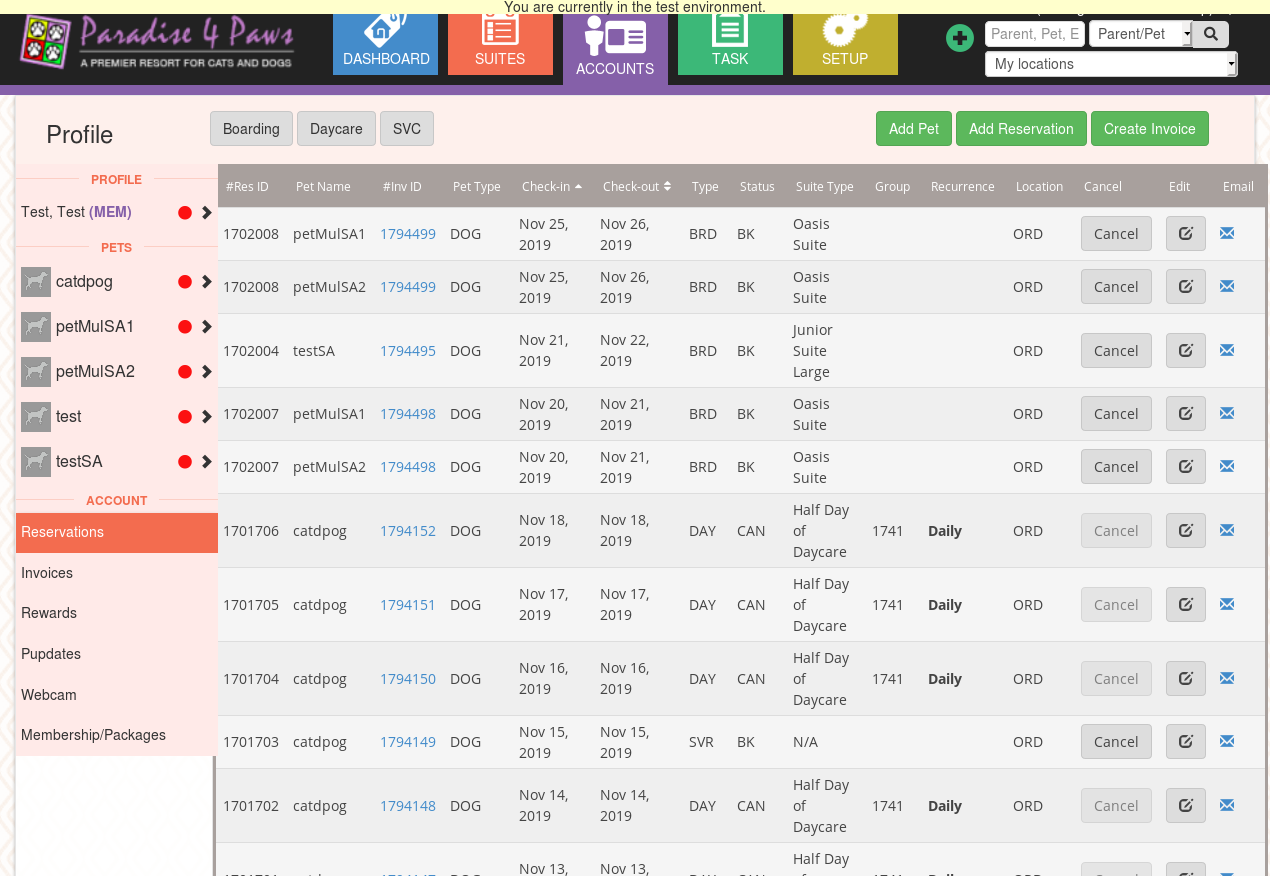 You are currently in the test environment.
Paradise 4 Paws
A PREMIER RESORT FOR CATS AND DOGS
DASHBOARD
SUITES
ACCOUNTS
TASK
SETUP
Parent, Pet, E
Parent/Pet
My locations
Profile
Boarding
Daycare
SVC
Add Pet
Add Reservation
Create Invoice
PROFILE
Test, Test (MEM)
PETS
catdpog
petMulSA1
petMulSA2
test
testSA
ACCOUNT
Reservations
Invoices
Rewards
Pupdates
Webcam
Membership/Packages
#Res ID Pet Name #Inv ID Pet Type Check-in Check-out Type Status Suite Type Group Recurrence Location Cancel Edit Email
1702008 petMulSA1 1794499 DOG Nov 25, 2019 Nov 26, 2019 BRD BK Oasis Suite ORD Cancel
1702008 petMulSA2 1794499 DOG Nov 25, 2019 Nov 26, 2019 BRD BK Oasis Suite ORD Cancel
1702004 testSA 1794495 DOG Nov 21, 2019 Nov 22, 2019 BRD BK Junior Suite Large ORD Cancel
1702007 petMulSA1 1794498 DOG Nov 20, 2019 Nov 21, 2019 BRD BK Oasis Suite ORD Cancel
1702007 petMulSA2 1794498 DOG Nov 20, 2019 Nov 21, 2019 BRD BK Oasis Suite ORD Cancel
1701706 catdpog 1794152 DOG Nov 18, 2019 Nov 18, 2019 DAY CAN Half Day of Daycare 1741 Daily ORD Cancel
1701705 catdpog 1794151 DOG Nov 17, 2019 Nov 17, 2019 DAY CAN Half Day of Daycare 1741 Daily ORD Cancel
1701704 catdpog 1794150 DOG Nov 16, 2019 Nov 16, 2019 DAY CAN Half Day of Daycare 1741 Daily ORD Cancel
1701703 catdpog 1794149 DOG Nov 15, 2019 Nov 15, 2019 SVR BK N/A ORD Cancel
1701702 catdpog 1794148 DOG Nov 14, 2019 Nov 14, 2019 DAY CAN Half Day of Daycare 1741 Daily ORD Cancel
Nov 13, Nov 13, Half Day